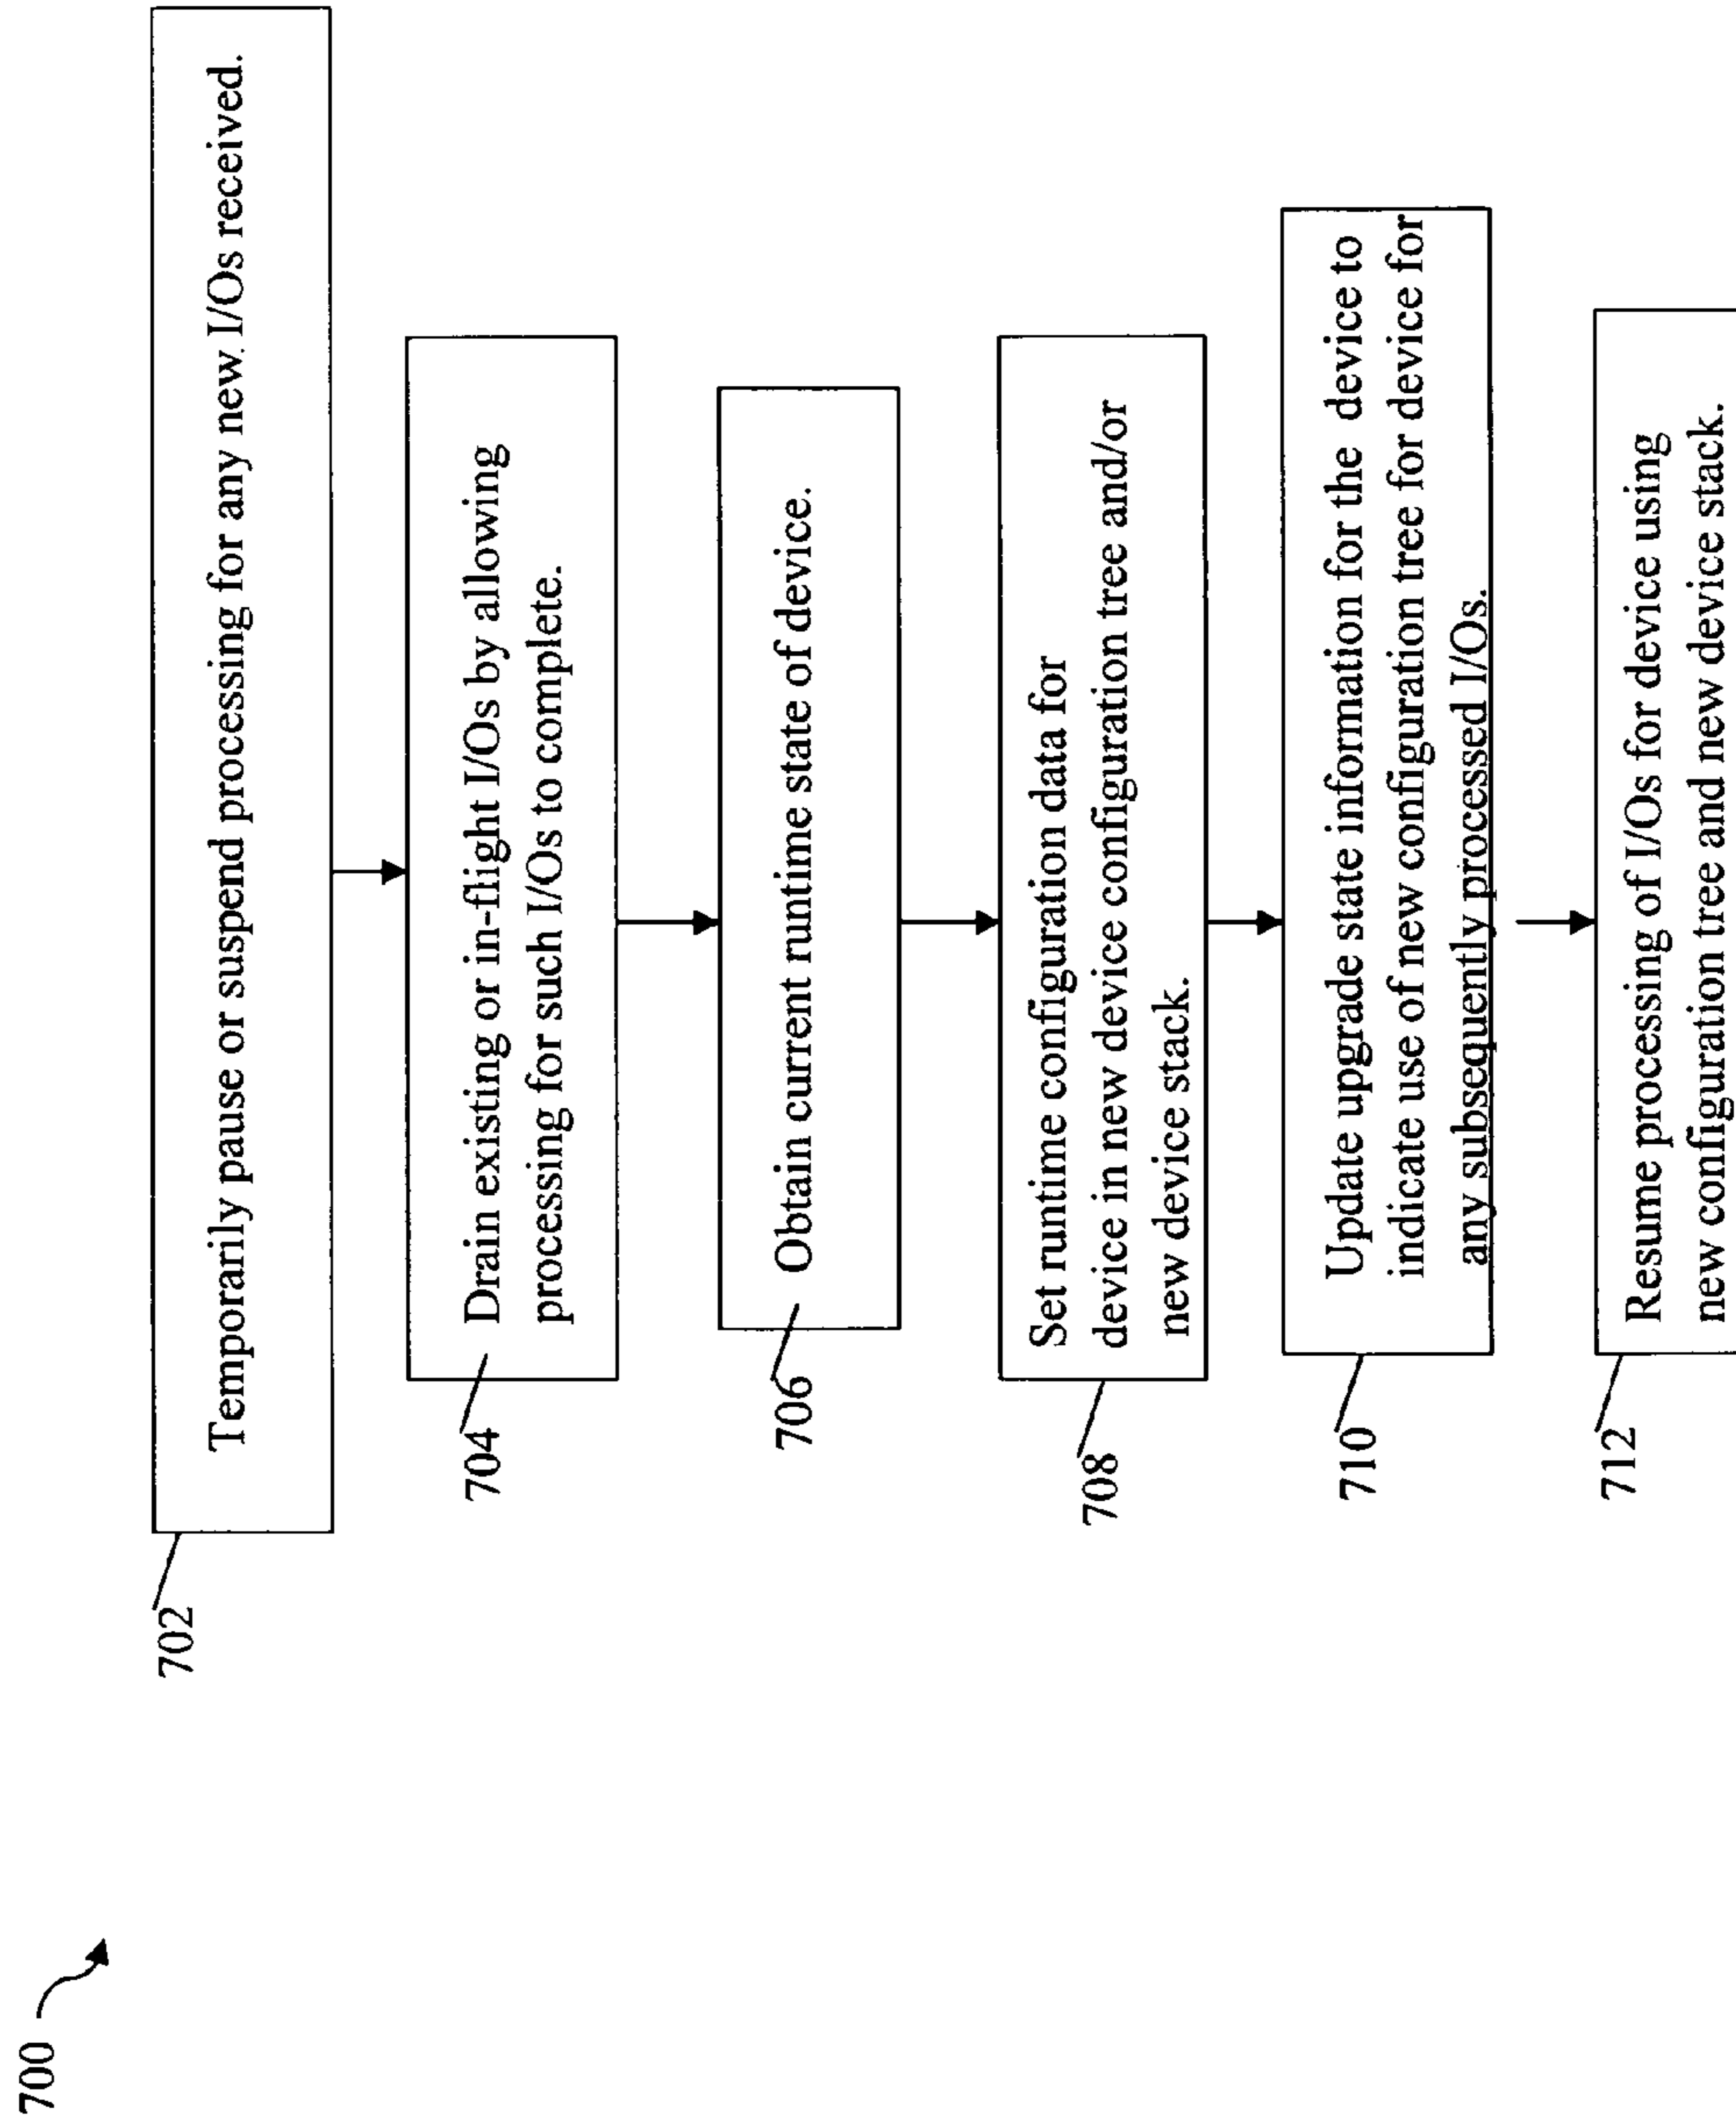 700
702
Temporarily pause or suspend processing for any new I/Os received.
704
Drain existing or in-flight I/Os by allowing
processing for such I/Os to complete.
706
Obtain current runtime state of device.
708
Set runtime configuration data for
device in new device configuration tree and/or
new device stack.
710
Update upgrade state information for the device to
indicate use of new configuration tree for device for
any subsequently processed I/Os.
712
Resume processing of I/Os for device using
new configuration tree and new device stack.